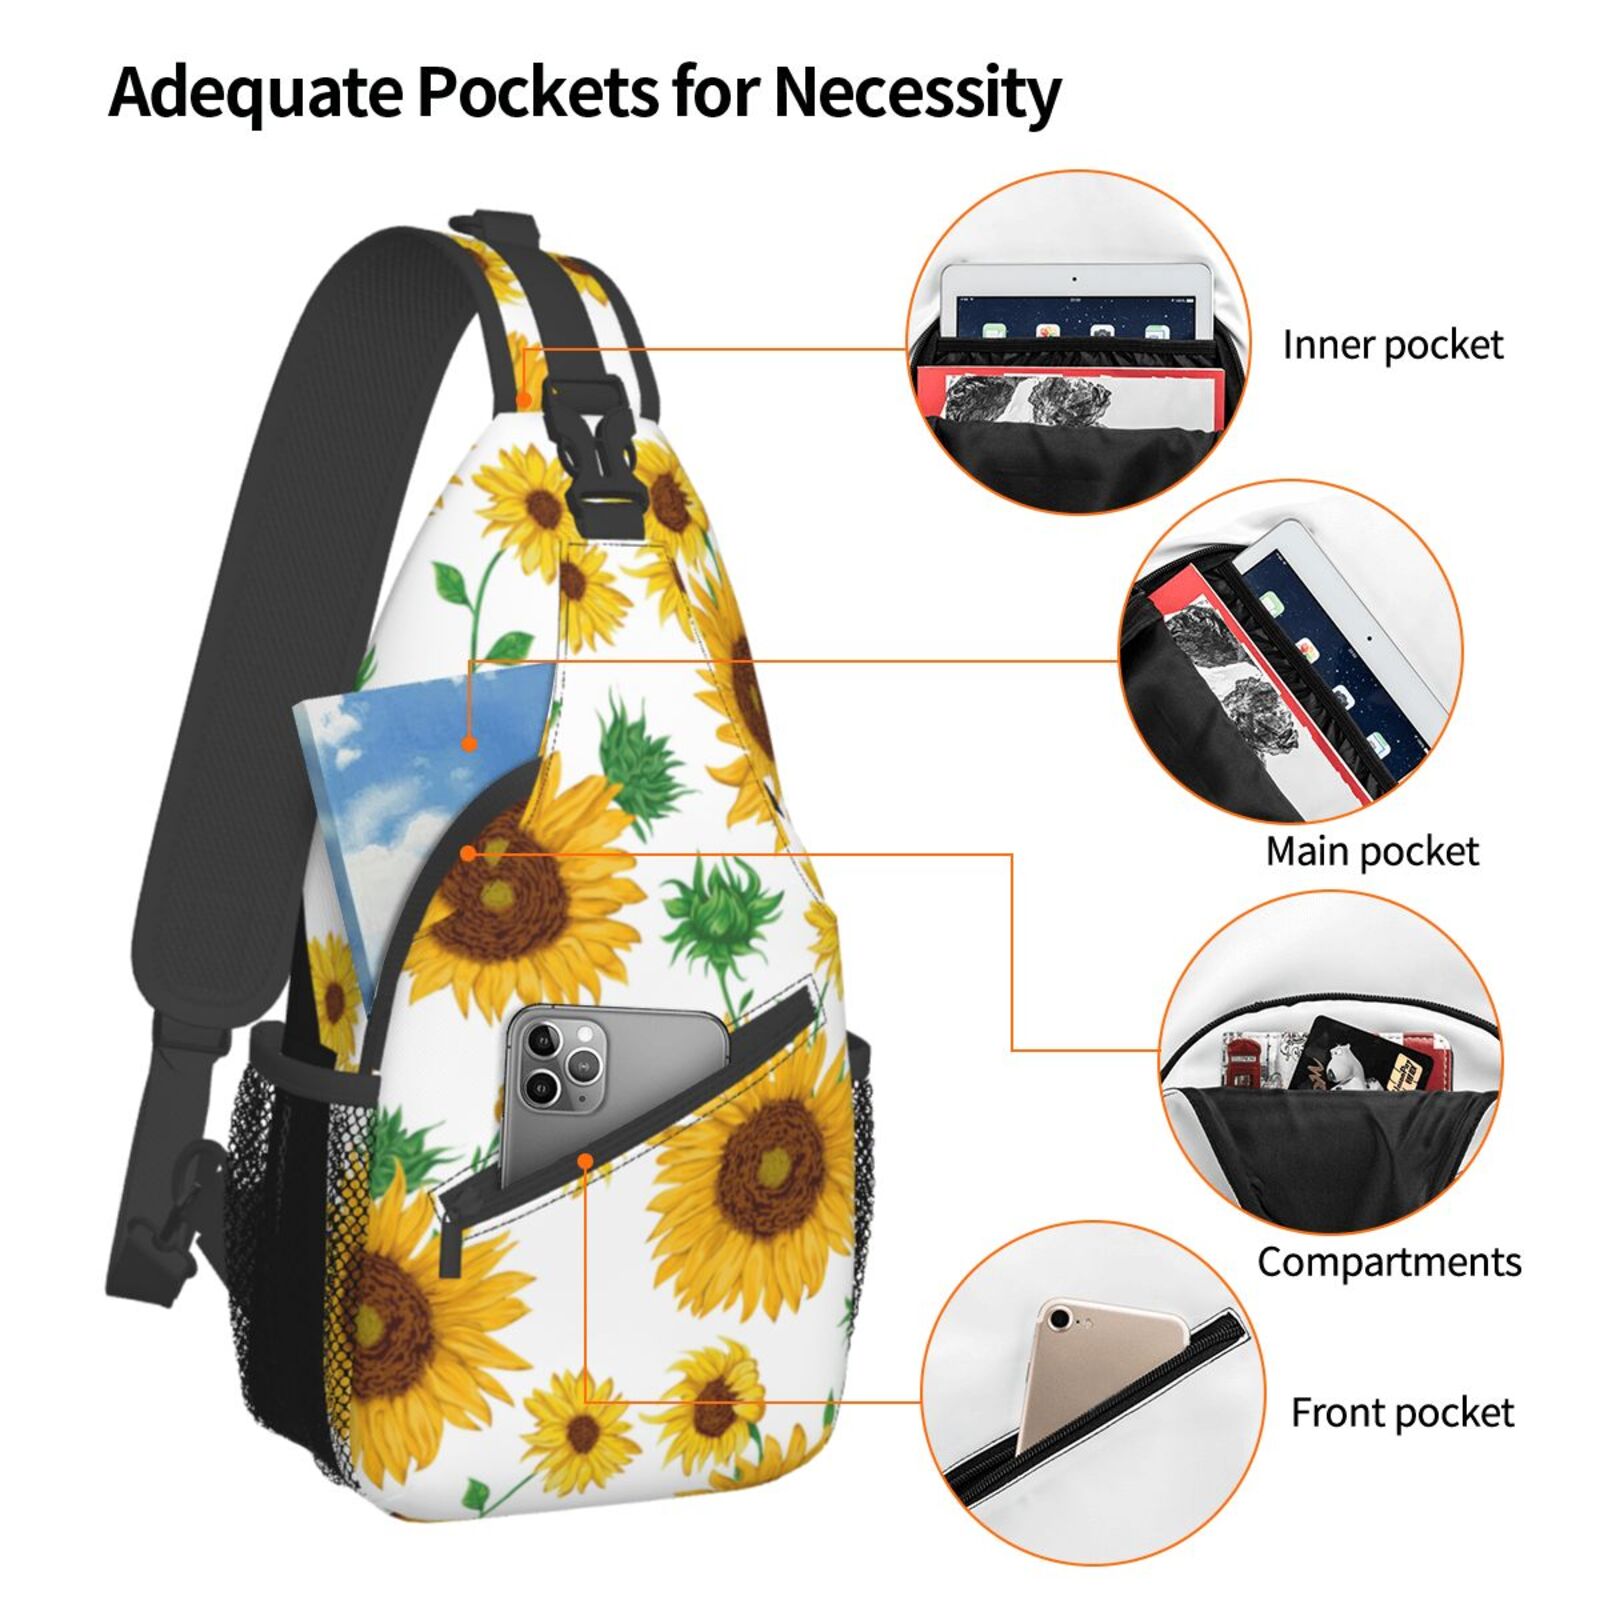 Adequate Pockets for Necessity
Inner pocket
Main pocket
Compartments
Front pocket